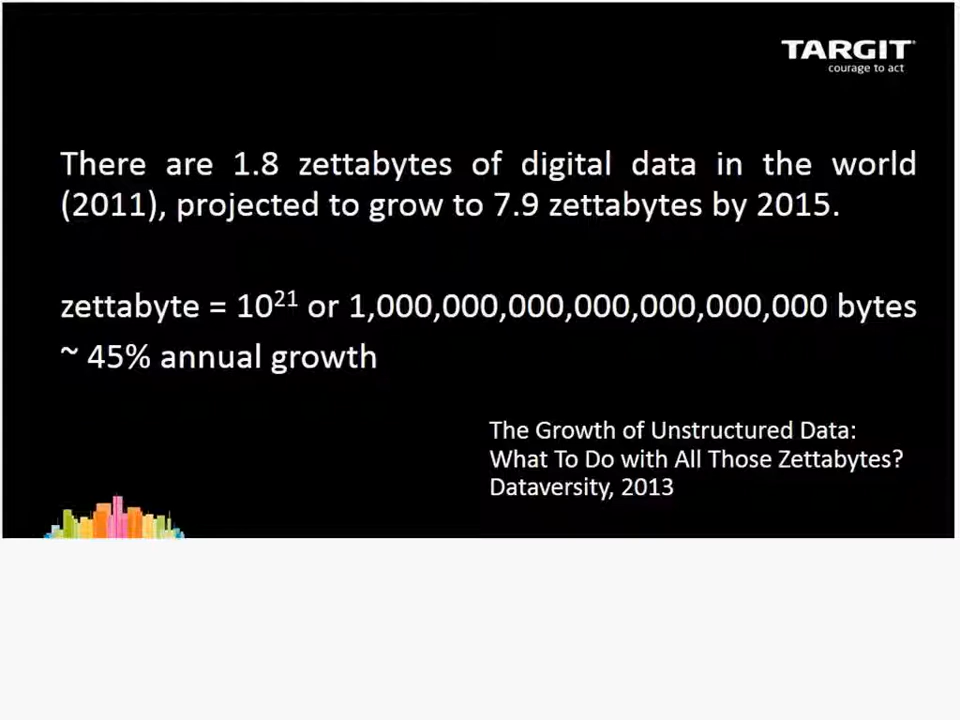 TARGIT
courage to act
There are 1.8 zettabytes of digital data in the world
(2011), projected to grow to 7.9 zettabytes by 2015.
zettabyte = 10²¹ or 1,000,000,000,000,000,000,000 bytes
~ 45% annual growth
The Growth of Unstructured Data:
What To Do with All Those Zettabytes?
Dataversity, 2013